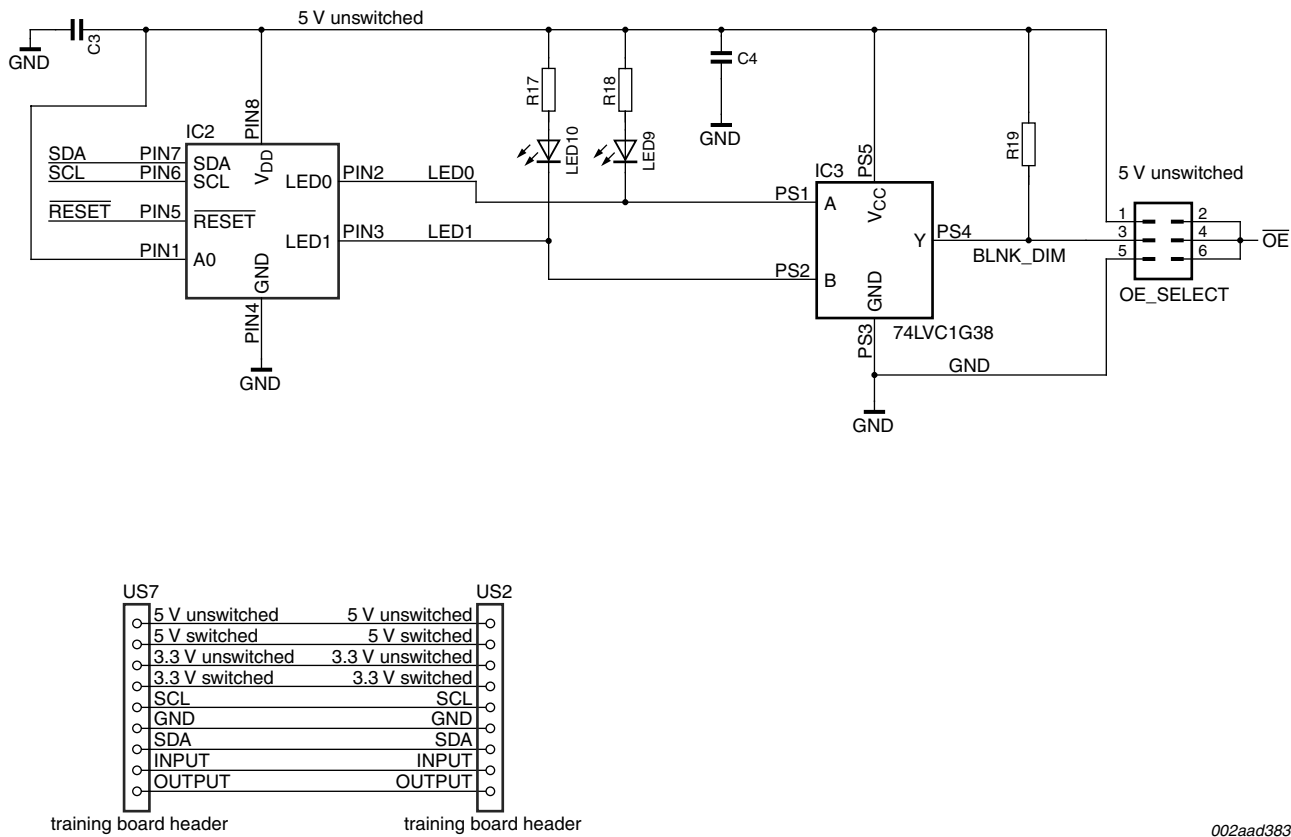 5 V unswitched
C3
GND
R17
R18
C4
GND
LED10
LED9
R19
IC2
PIN8
SDA PIN7 SDA
SCL PIN6 SCL
VDD
RESET PIN5 RESET
PIN1 A0
LED0 PIN2 LED0
LED1 PIN3 LED1
GND
PIN4
GND
IC3
PS5
PS1 A
VCC
Y PS4
BLNK_DIM
PS2 B
GND
PS3
74LVC1G38
GND
GND
5 V unswitched
1 2
3 4
5 6
OE
OE_SELECT
US7 US2
5 V unswitched 5 V unswitched
5 V switched 5 V switched
3.3 V unswitched 3.3 V unswitched
3.3 V switched 3.3 V switched
SCL SCL
GND GND
SDA SDA
INPUT INPUT
OUTPUT OUTPUT
training board header training board header
002aad383